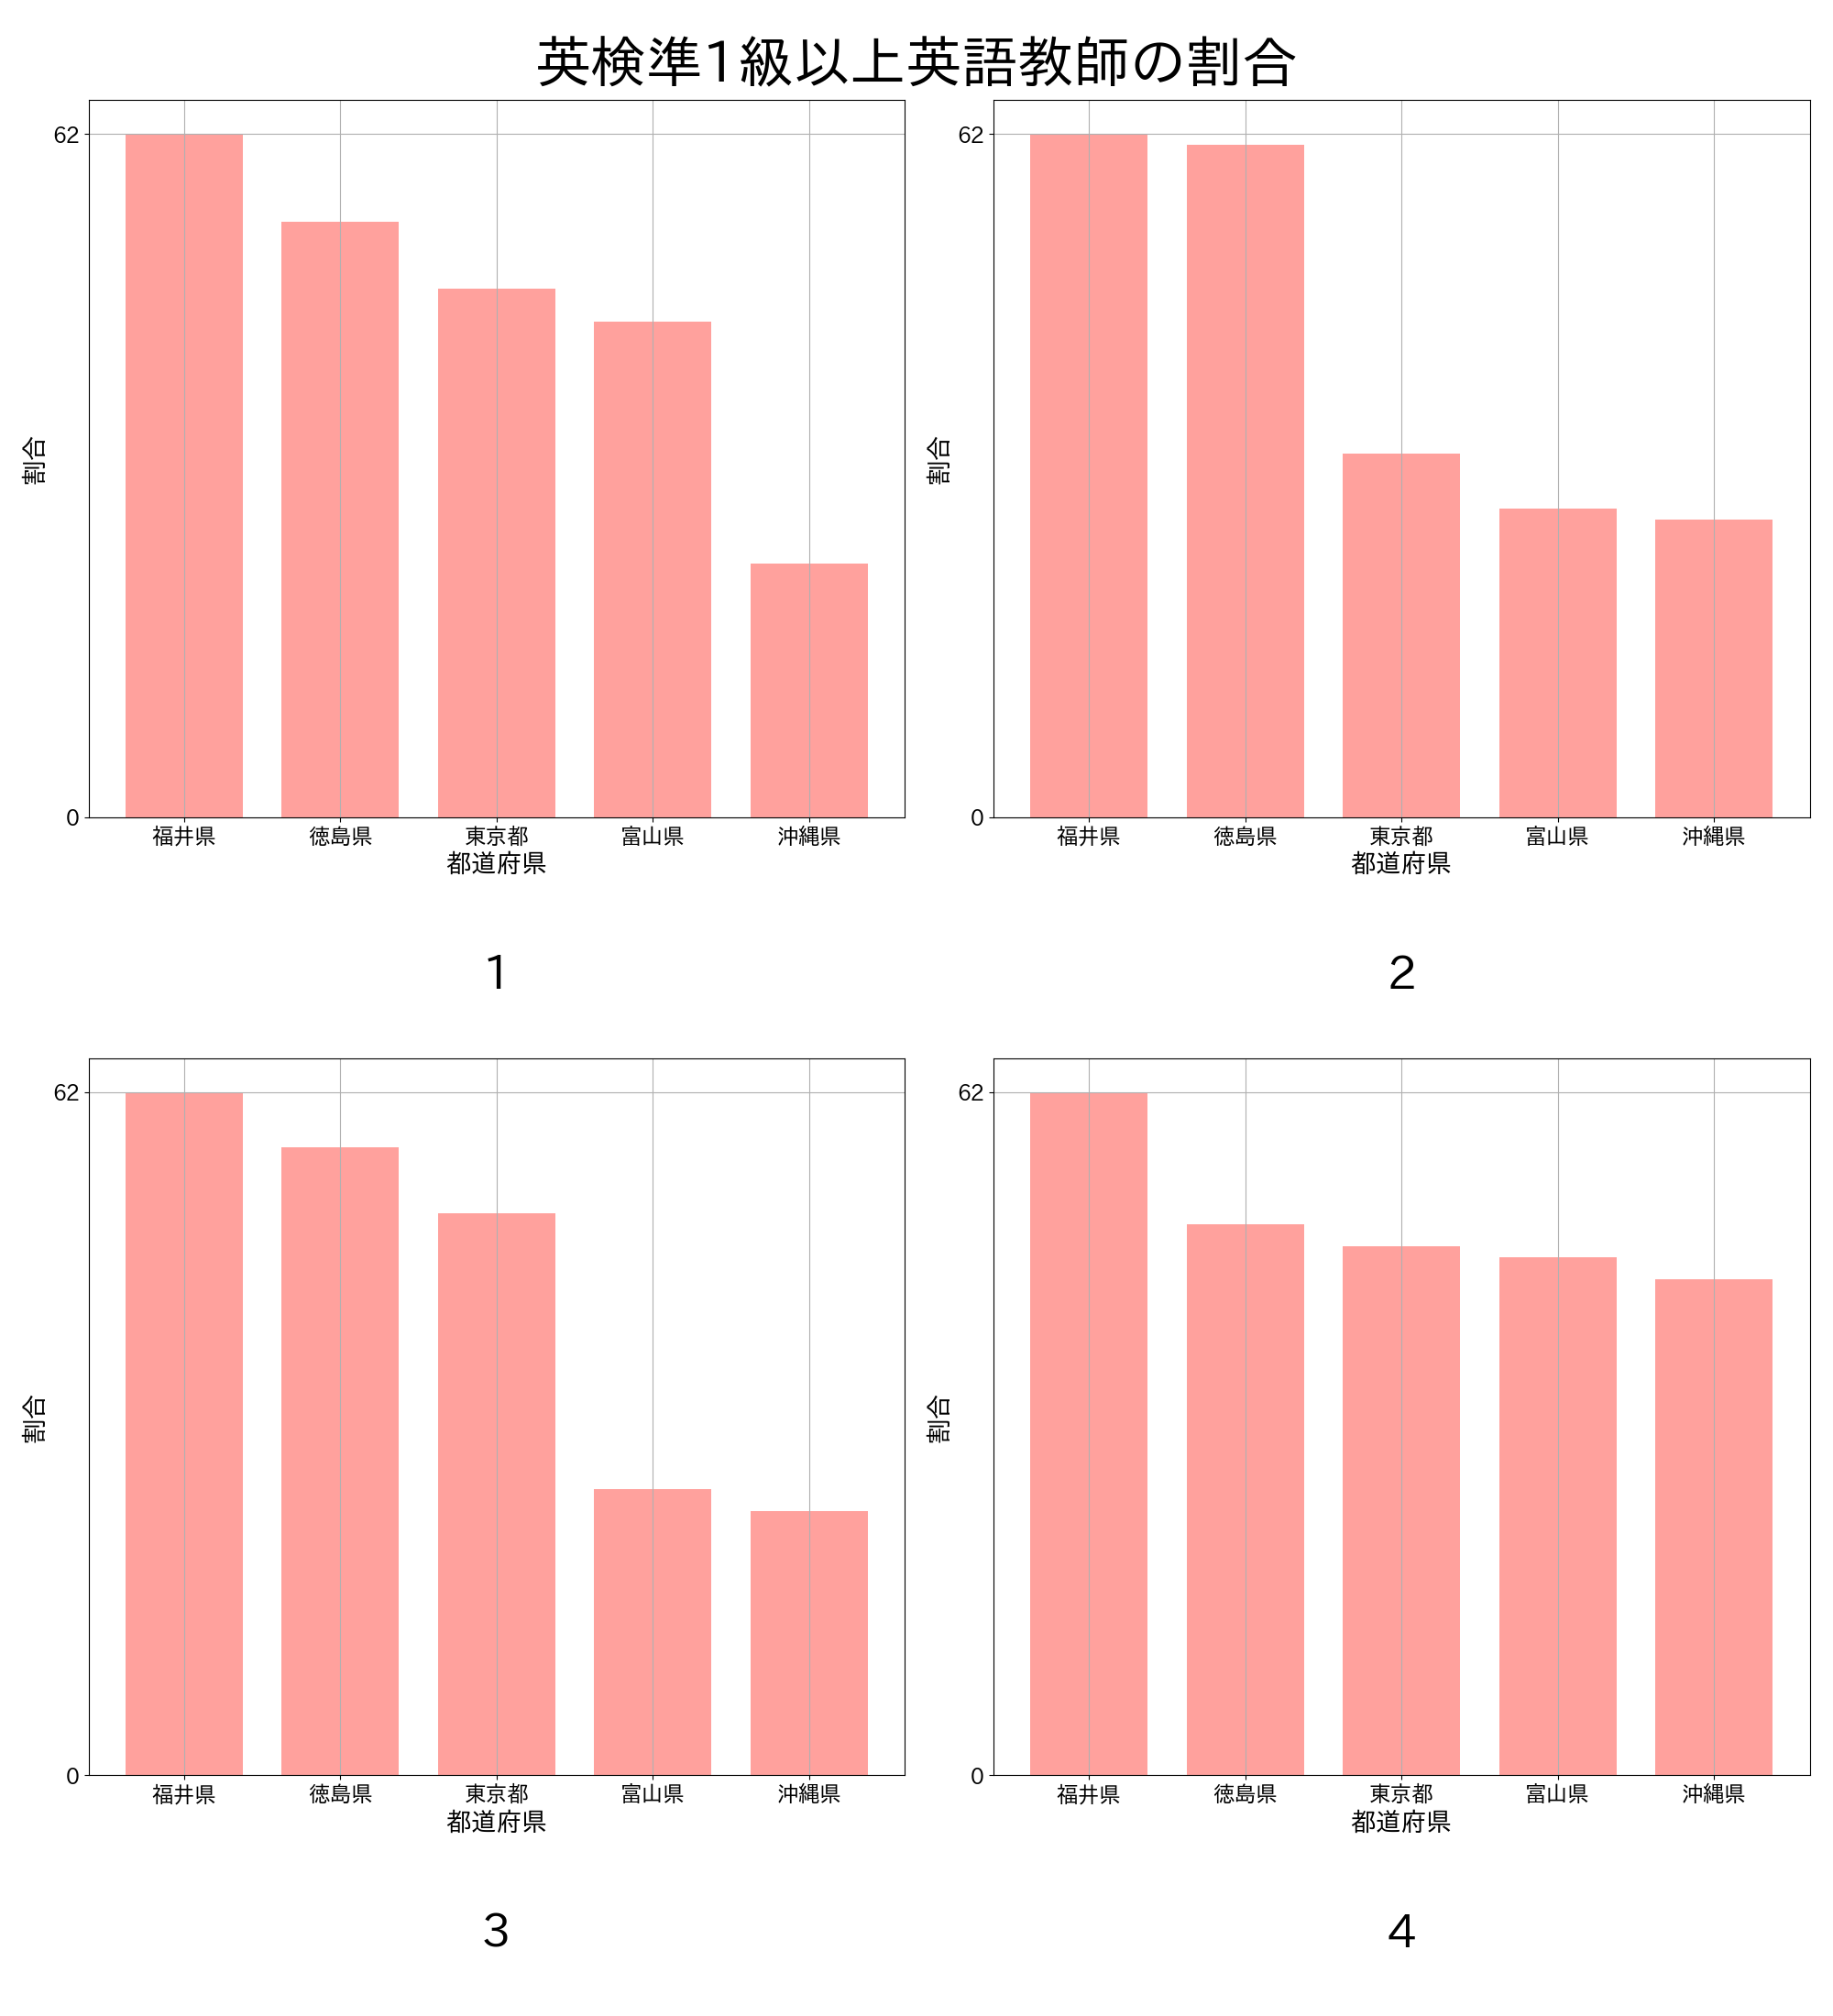 英検準1級以上英語教師の割合
62
0
割合
福井県 徳島県 東京都 富山県 沖縄県
都道府県
1
62
0
割合
福井県 徳島県 東京都 富山県 沖縄県
都道府県
2
62
0
割合
福井県 徳島県 東京都 富山県 沖縄県
都道府県
3
62
0
割合
福井県 徳島県 東京都 富山県 沖縄県
都道府県
4